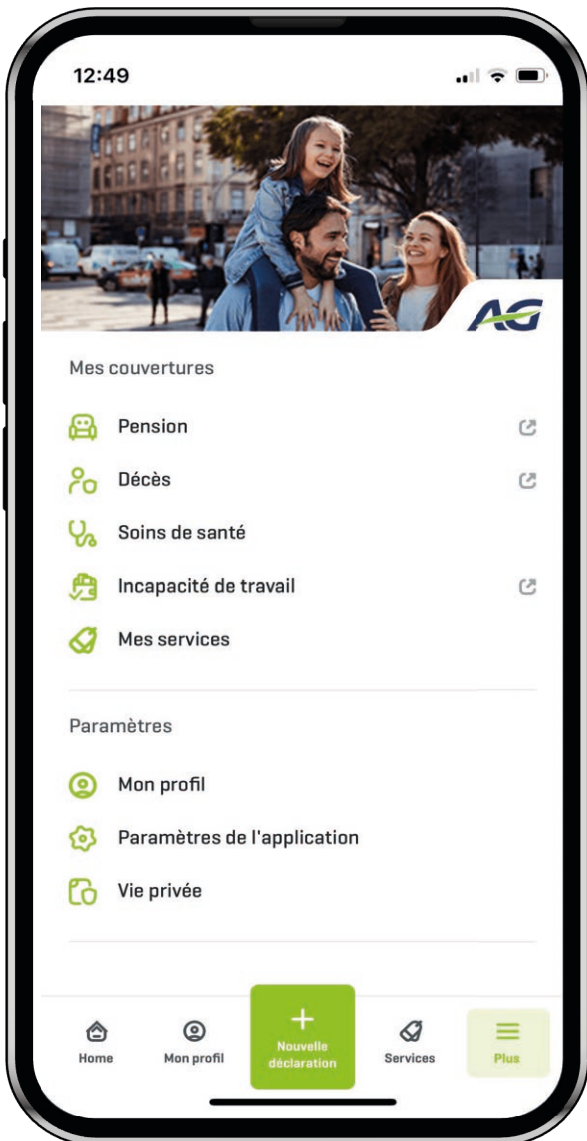 12:49
AG
Mes couvertures
Pension
Décès
Soins de santé
Incapacité de travail
Mes services
Paramètres
Mon profil
Paramètres de l'application
Vie privée
Home
Mon profil
Nouvelle
déclaration
Services
Plus